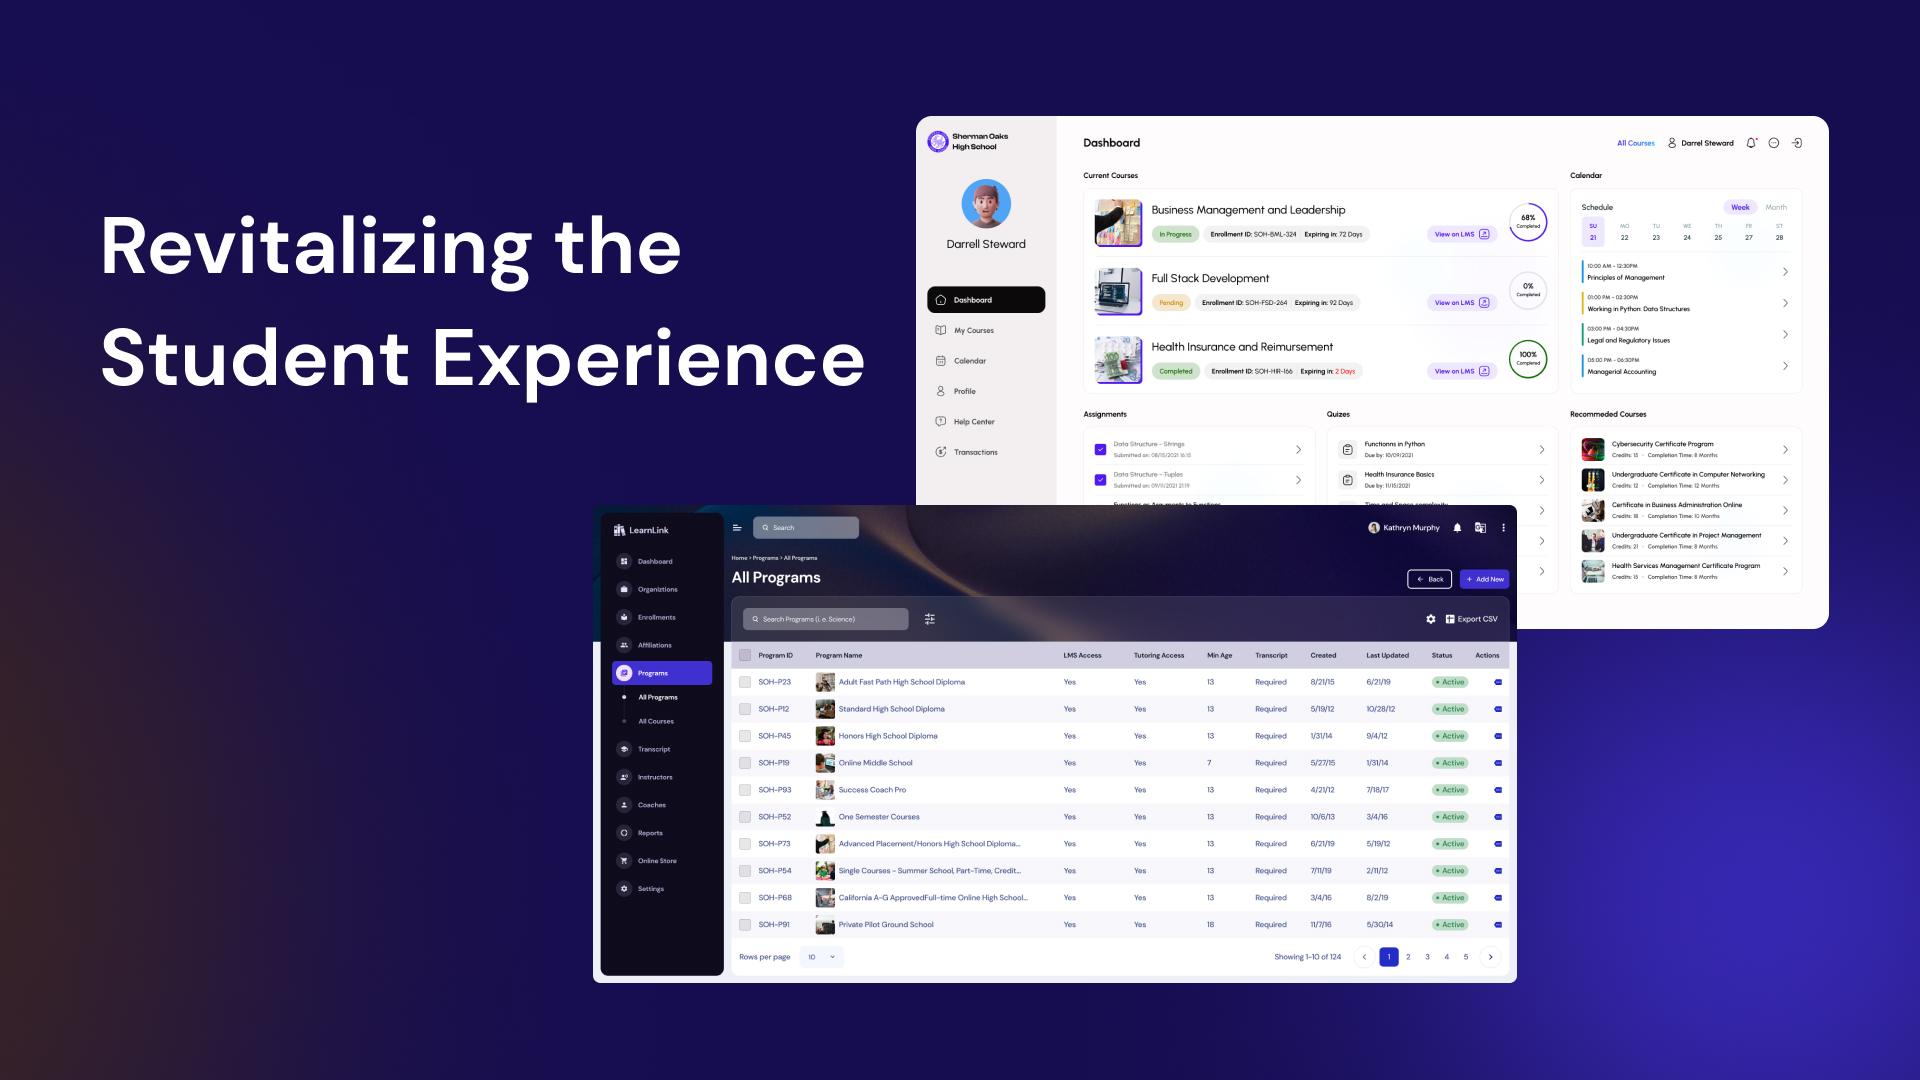 Revitalizing the
Student Experience
Sherman Oaks
High School
Darrell Steward
Dashboard
My Courses
Calendar
Profile
Help Center
Transactions
Dashboard
All Courses
Darrel Steward
Current Courses
Business Management and Leadership
In Progress
Enrollment ID: SOH-BML-324
Expiring in: 72 Days
View on LMS
68%
Completed
Full Stack Development
Pending
Enrollment ID: SOH-FSD-264
Expiring in: 92 Days
View on LMS
0%
Completed
Health Insurance and Reimursement
Completed
Enrollment ID: SOH-HIR-166
Expiring in: 2 Days
View on LMS
100%
Completed
Calendar
Schedule
Week
Month
SU MO TU WE TH FR ST
21 22 23 24 25 27 28
10:00 AM - 12:30PM
Principles of Management
01:00 PM - 02:30PM
Working in Python: Data Structures
03:00 PM - 04:30PM
Legal and Regulatory Issues
05:00 PM - 06:30PM
Managerial Accounting
Assignments
Data Structure - Strings
Submitted on: 08/15/2021 16:15
Data Structure - Tuples
Submitted on: 09/11/2021 21:19
Functions as Arguments to Functions
Quizes
Functionns in Python
Due by: 10/09/2021
Health Insurance Basics
Due by: 11/15/2021
Time and Space complexity
Recommeded Courses
Cybersecurity Certificate Program
Credits: 15 - Completion Time: 8 Months
Undergraduate Certificate in Computer Networking
Credits: 12 - Completion Time: 12 Months
Certificate in Business Administration Online
Credits: 18 - Completion Time: 10 Months
Undergraduate Certificate in Project Management
Credits: 21 - Completion Time: 8 Months
Health Services Management Certificate Program
Credits: 15 - Completion Time: 8 Months
LearnLink
Dashboard
Organiztions
Enrollments
Affiliations
Programs
All Programs
All Courses
Transcript
Instructors
Coaches
Reports
Online Store
Settings
Search
Kathryn Murphy
Home > Programs > All Programs
All Programs
Back
+ Add New
Search Programs (i. e. Science)
Export CSV
Program ID Program Name LMS Access Tutoring Access Min Age Transcript Created Last Updated Status Actions
SOH-P23 Adult Fast Path High School Diploma Yes Yes 13 Required 8/21/15 6/21/19 Active
SOH-P12 Standard High School Diploma Yes Yes 13 Required 5/19/12 10/28/12 Active
SOH-P45 Honors High School Diploma Yes Yes 13 Required 1/31/14 9/4/12 Active
SOH-P19 Online Middle School Yes Yes 7 Required 5/27/15 1/31/14 Active
SOH-P93 Success Coach Pro Yes Yes 13 Required 4/21/12 7/18/17 Active
SOH-P52 One Semester Courses Yes Yes 13 Required 10/6/13 3/4/16 Active
SOH-P73 Advanced Placement/Honors High School Diploma... Yes Yes 13 Required 6/21/19 5/19/12 Active
SOH-P54 Single Courses - Summer School, Part-Time, Credit... Yes Yes 13 Required 7/11/19 2/11/12 Active
SOH-P68 California A-G ApprovedFull-time Online High School... Yes Yes 13 Required 3/4/16 8/2/19 Active
SOH-P91 Private Pilot Ground School Yes Yes 18 Required 11/7/16 5/30/14 Active
Rows per page 10
Showing 1-10 of 124
1 2 3 4 5